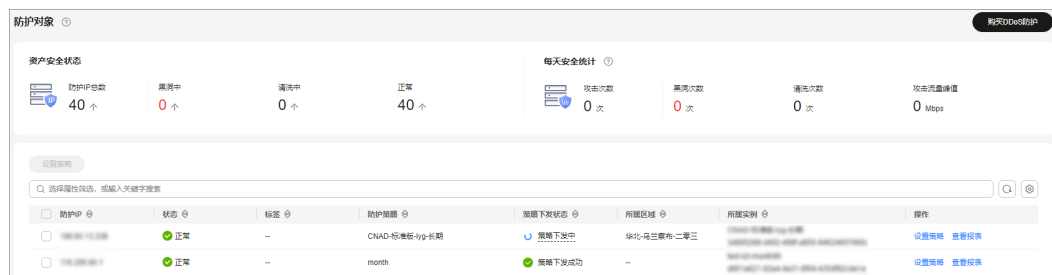 防护对象
购买DDoS防护
资产安全状态
每天安全统计
防护IP总数
黑洞中
清洗中
正常
攻击次数
黑洞次数
清洗次数
攻击流量峰值
40 个
0 个
0 个
40 个
0 次
0 次
0 次
0 Mbps
设置策略
选择属性筛选，或输入关键字搜索
防护IP 状态 标签 防护策略 策略下发状态 所属区域 所属实例 操作
正常 -- CNAD-标准版-lyg-长期 策略下发中 华北-乌兰察布-二零三 设置策略 查看报表
正常 -- month 策略下发成功 -- 设置策略 查看报表